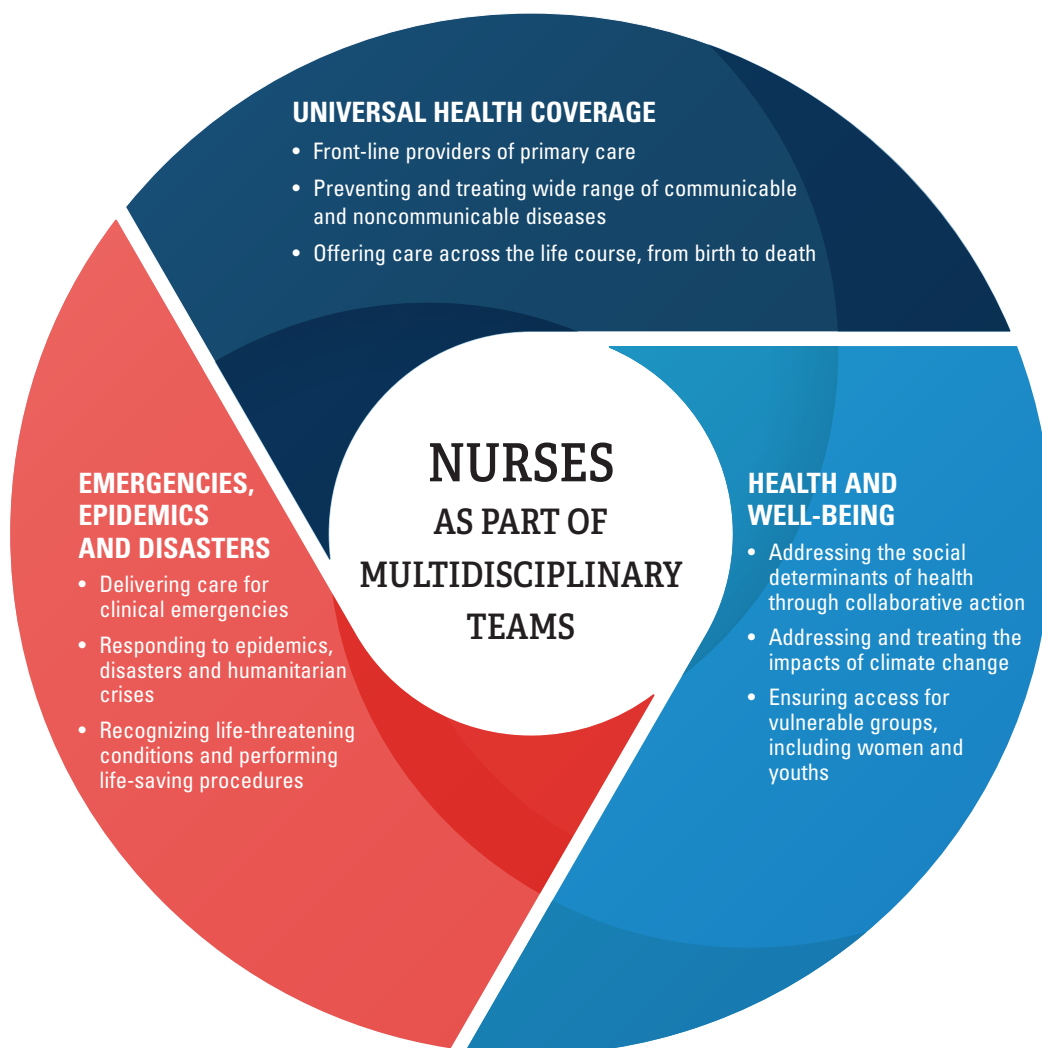 UNIVERSAL HEALTH COVERAGE
• Front-line providers of primary care
• Preventing and treating wide range of communicable
and noncommunicable diseases
• Offering care across the life course, from birth to death
NURSES
AS PART OF
MULTIDISCIPLINARY
TEAMS
EMERGENCIES,
EPIDEMICS
AND DISASTERS
• Delivering care for
clinical emergencies
• Responding to epidemics,
disasters and humanitarian
crises
• Recognizing life-threatening
conditions and performing
life-saving procedures
HEALTH AND
WELL-BEING
• Addressing the social
determinants of health
through collaborative action
• Addressing and treating the
impacts of climate change
• Ensuring access for
vulnerable groups,
including women and
youths